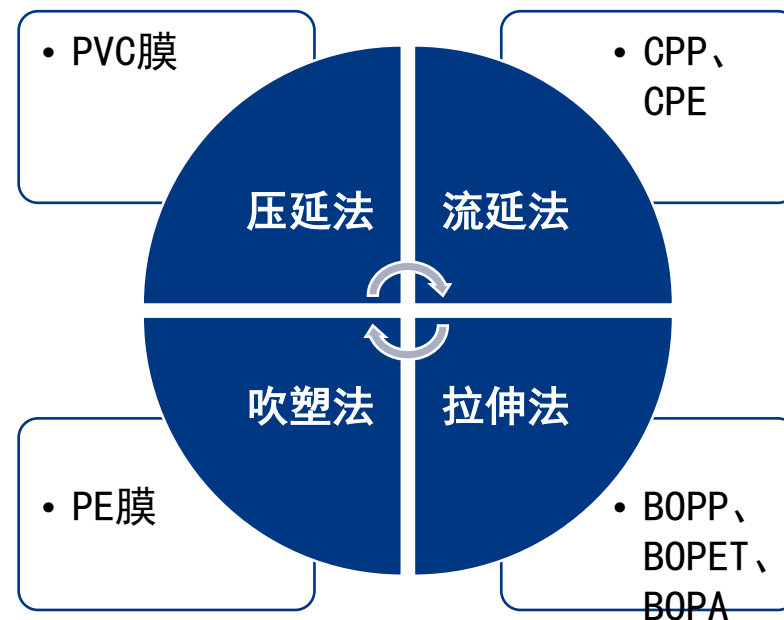 • PVC膜
• CPP、
CPE
压延法
流延法
吹塑法
拉伸法
• PE膜
• BOPP、
BOPET、
BOPA